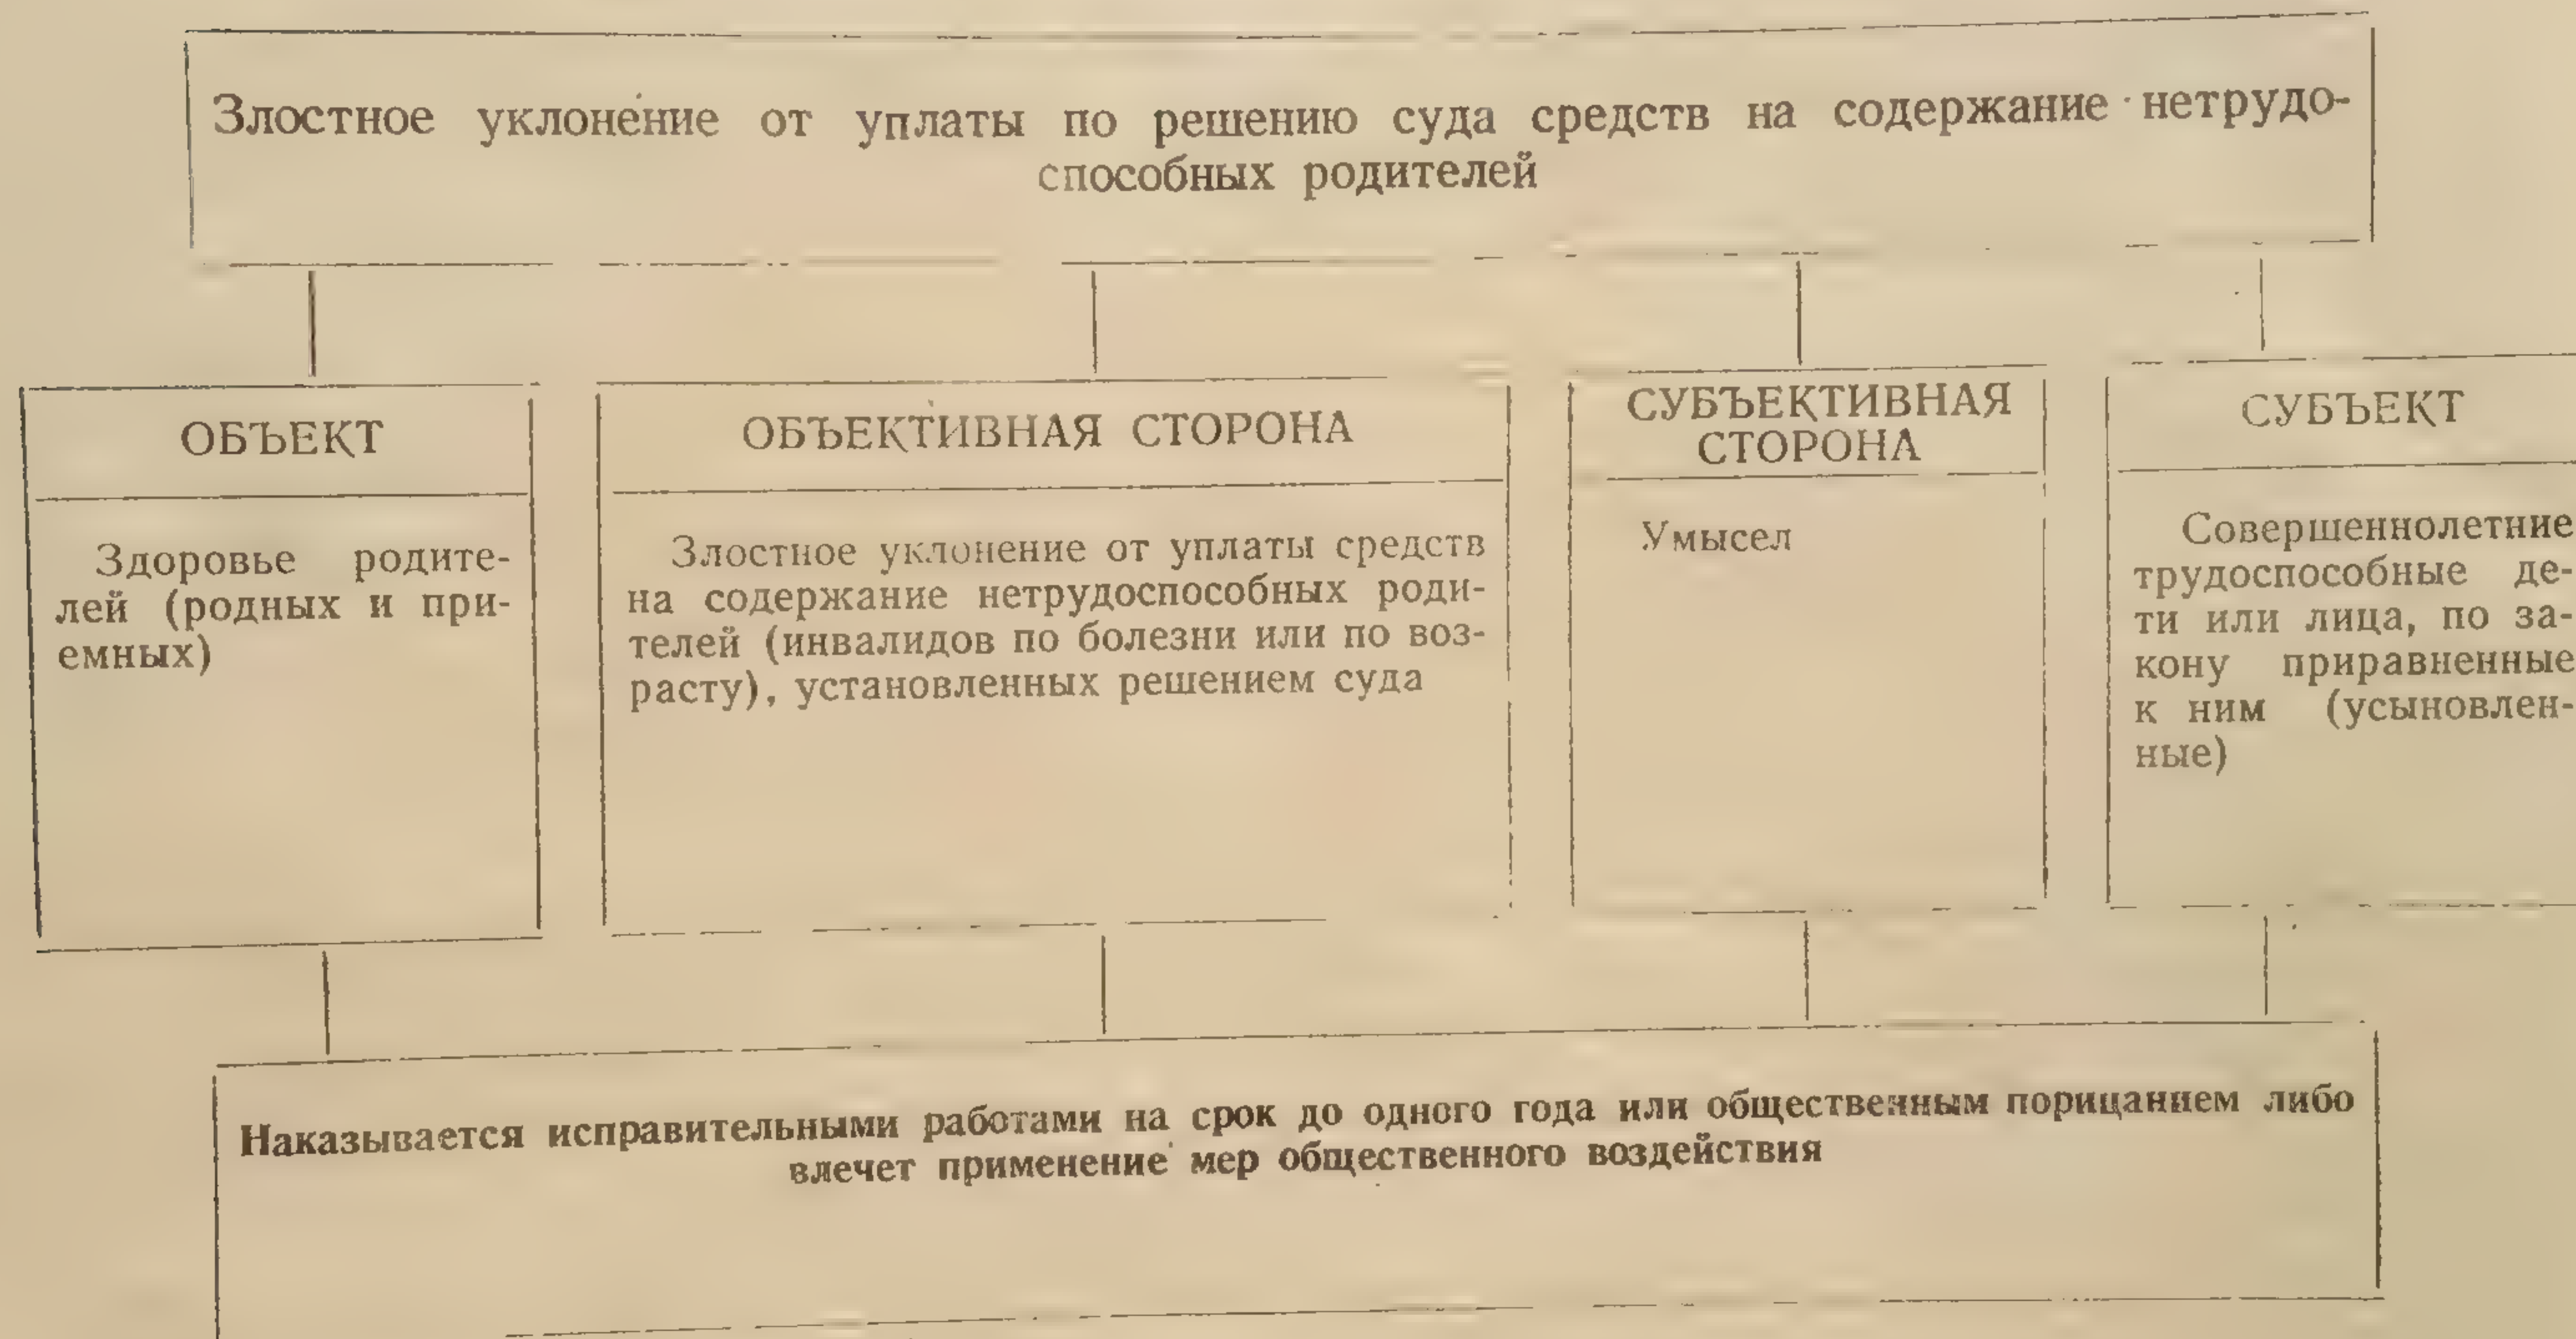 Злостное уклонение от уплаты по решению суда средств на содержание нетрудо-
способных родителей
ОБЪЕКТ
Здоровье родите-
лей (родных и при-
емных)
ОБЪЕКТИВНАЯ СТОРОНА
Злостное уклонение от уплаты средств
на содержание нетрудоспособных роди-
телей (инвалидов по болезни или по воз-
расту), установленных решением суда
СУБЪЕКТИВНАЯ
СТОРОНА
Умысел
СУБЪЕКТ
Совершеннолетние
трудоспособные де-
ти или лица, по за-
кону приравненные
к ним (усыновлен-
ные)
Наказывается исправительными работами на срок до одного года или общественным порицанием либо
влечет применение мер общественного воздействия